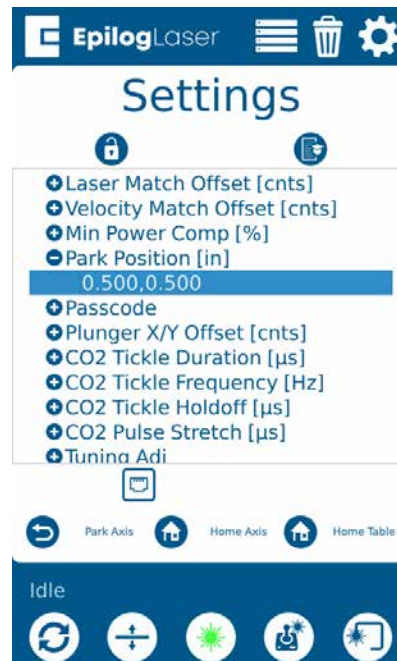 EpilogLaser
Settings
Laser Match Offset [cnts]
Velocity Match Offset [cnts]
Min Power Comp [%]
Park Position [in]
0.500,0.500
Passcode
Plunger X/Y Offset [cnts]
CO2 Tickle Duration [µs]
CO2 Tickle Frequency [Hz]
CO2 Tickle Holdoff [µs]
CO2 Pulse Stretch [µs]
Tuning Adj
Park Axis Home Axis Home Table
Idle